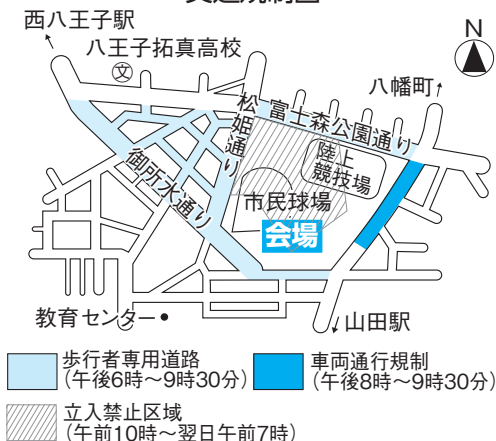 西八王子駅
八王子拓真高校
文
N
八幡町
松姫通り
富士森公園通り
陸上
競技場
御所水通り
市民球場
会場
教育センター
山田駅
歩行者専用道路
(午後6時〜9時30分)
車両通行規制
(午後8時〜9時30分)
立入禁止区域
(午前10時〜翌日午前7時)